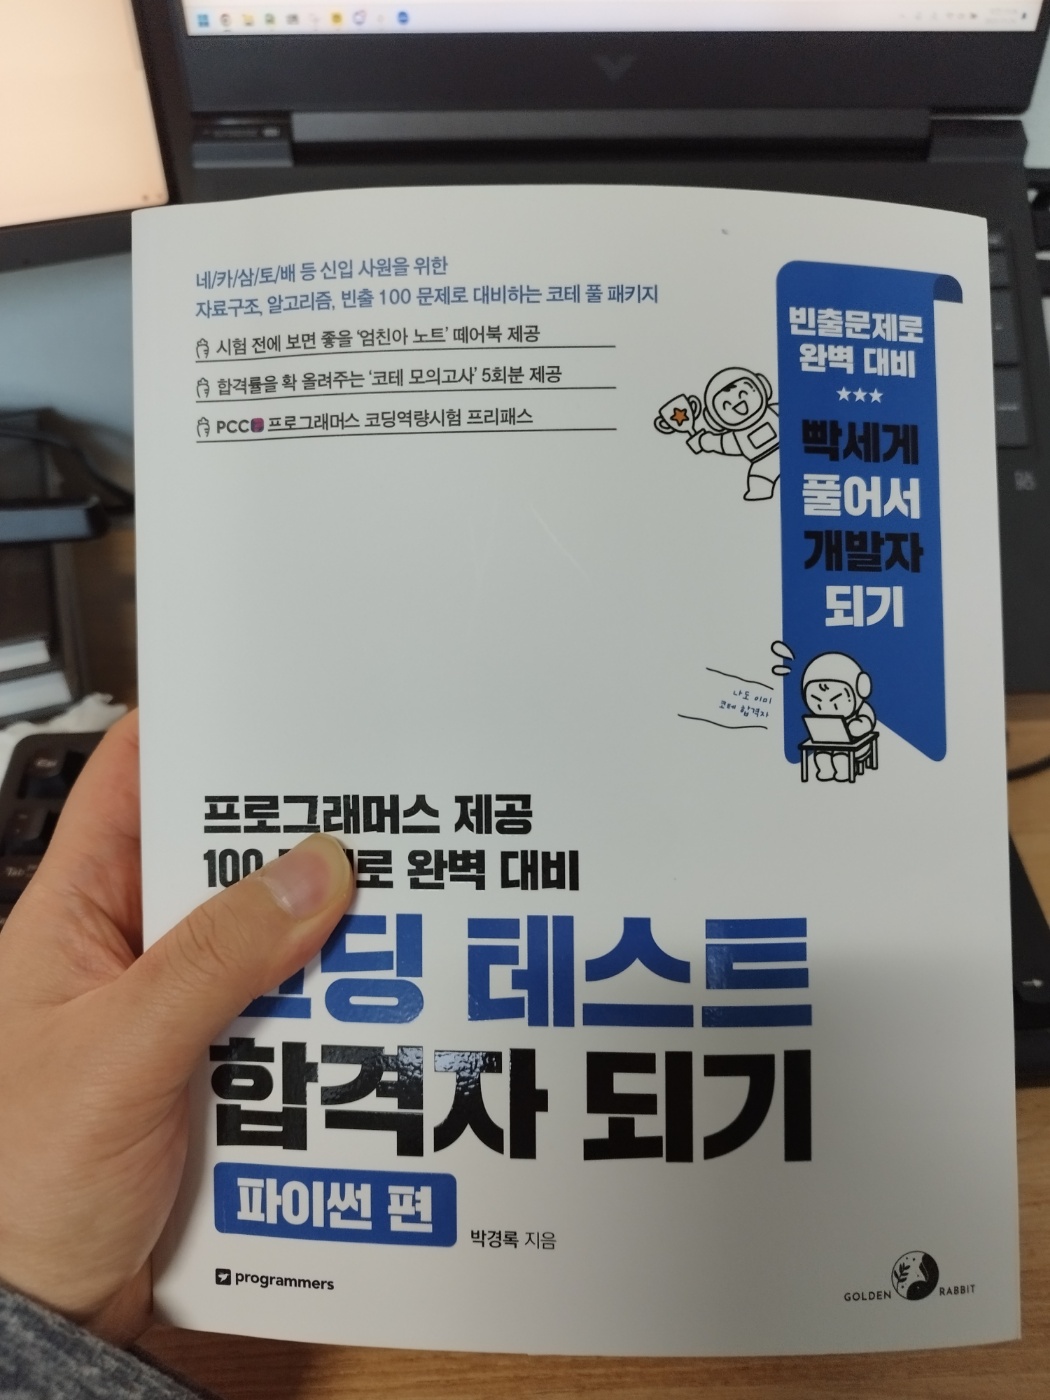 네/카/삼/토/배 등 신입 사원을 위한
자료구조, 알고리즘, 빈출 100 문제로 대비하는 코테 풀 패키지
시험 전에 보면 좋을 '엄친아 노트' 떼어북 제공
합격률을 확 올려주는 '코테 모의고사' 5회분 제공
PCC 프로그래머스 코딩역량시험 프리패스
빈출문제로
완벽 대비
빡세게
풀어서
개발자
되기
나도 이미
코테 합격자
프로그래머스 제공
100 완벽 대비
테스트
합격자 되기
파이썬 편
박경록 지음
programmers
GOLDEN RABBIT